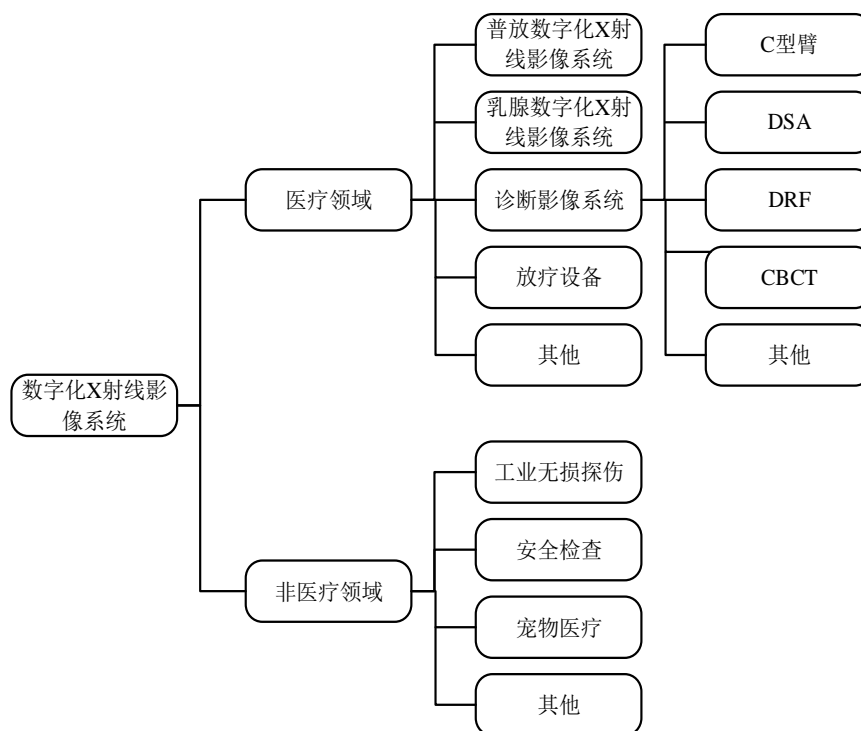 普放数字化X射
线影像系统
C型臂
乳腺数字化X射
线影像系统
DSA
医疗领域
诊断影像系统
DRF
放疗设备
CBCT
其他
其他
数字化X射线影
像系统
工业无损探伤
安全检查
非医疗领域
宠物医疗
其他